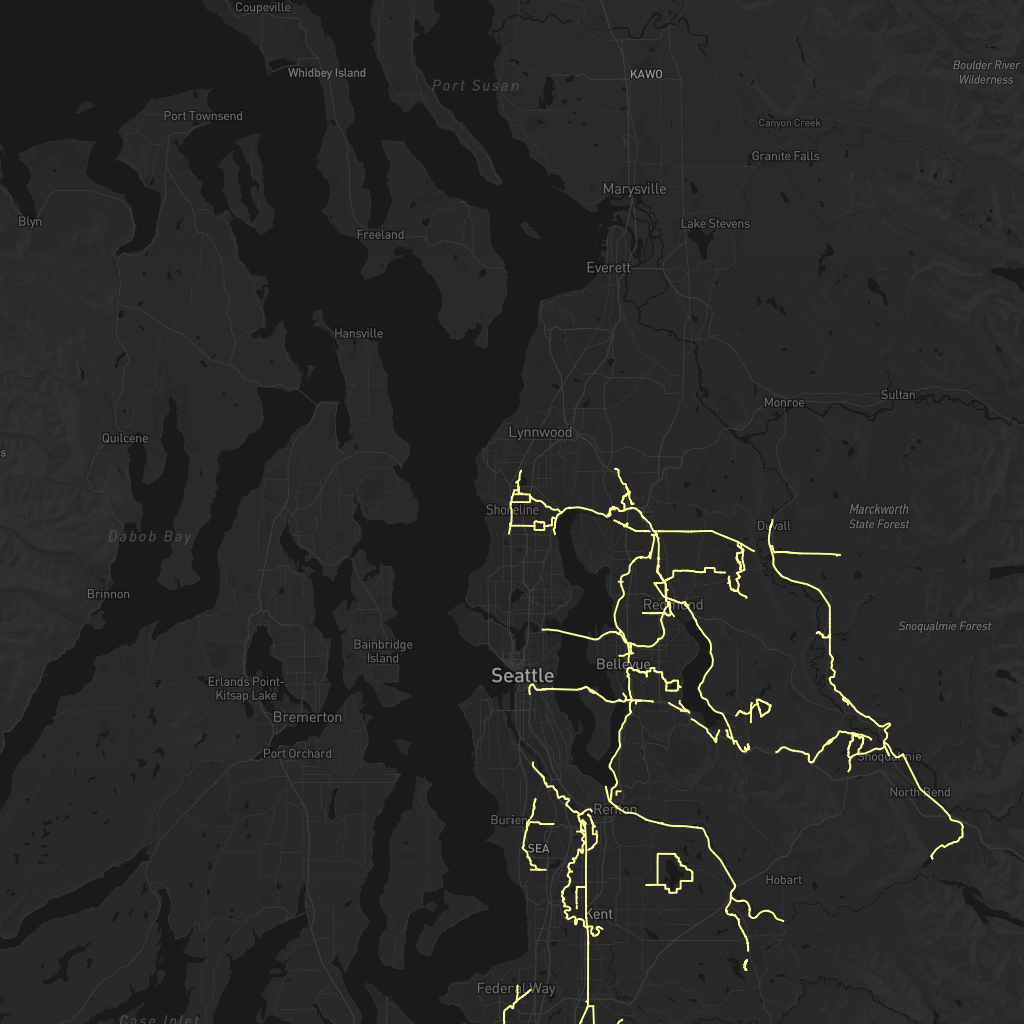 Coupeville
Whidbey Island
KAWO
Boulder River
Wilderness
Port Susan
Port Townsend
Canyon Creek
Granite Falls
Marysville
Blyn
Lake Stevens
Freeland
Everett
Hansville
Sultan
Monroe
Lynnwood
Quilcene
Shoreline
Marckworth
State Forest
Duvall
Dabob Bay
Brinnon
Redmond
Snoqualmie Forest
Bainbridge
Island
Bellevue
Seattle
Erlands Point-
Kitsap Lake
Bremerton
Port Orchard
Snoqualmie
North Bend
Renton
Burien
SEA
Hobart
Kent
Federal Way
Case Inlet